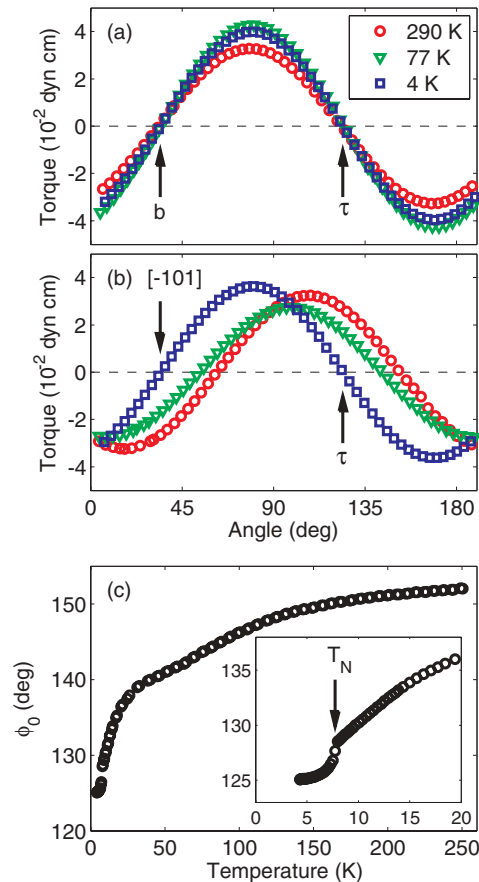 (a)
290 K
77 K
4 K
Torque (10⁻² dyn cm)
4
2
0
-2
-4
b
τ
(b)
[-101]
Torque (10⁻² dyn cm)
4
2
0
-2
-4
τ
0 45 90 135 180
Angle (deg)
(c)
ϕ₀ (deg)
150
140
130
120
T_N
135
130
125
0 5 10 15 20
0 50 100 150 200 250
Temperature (K)